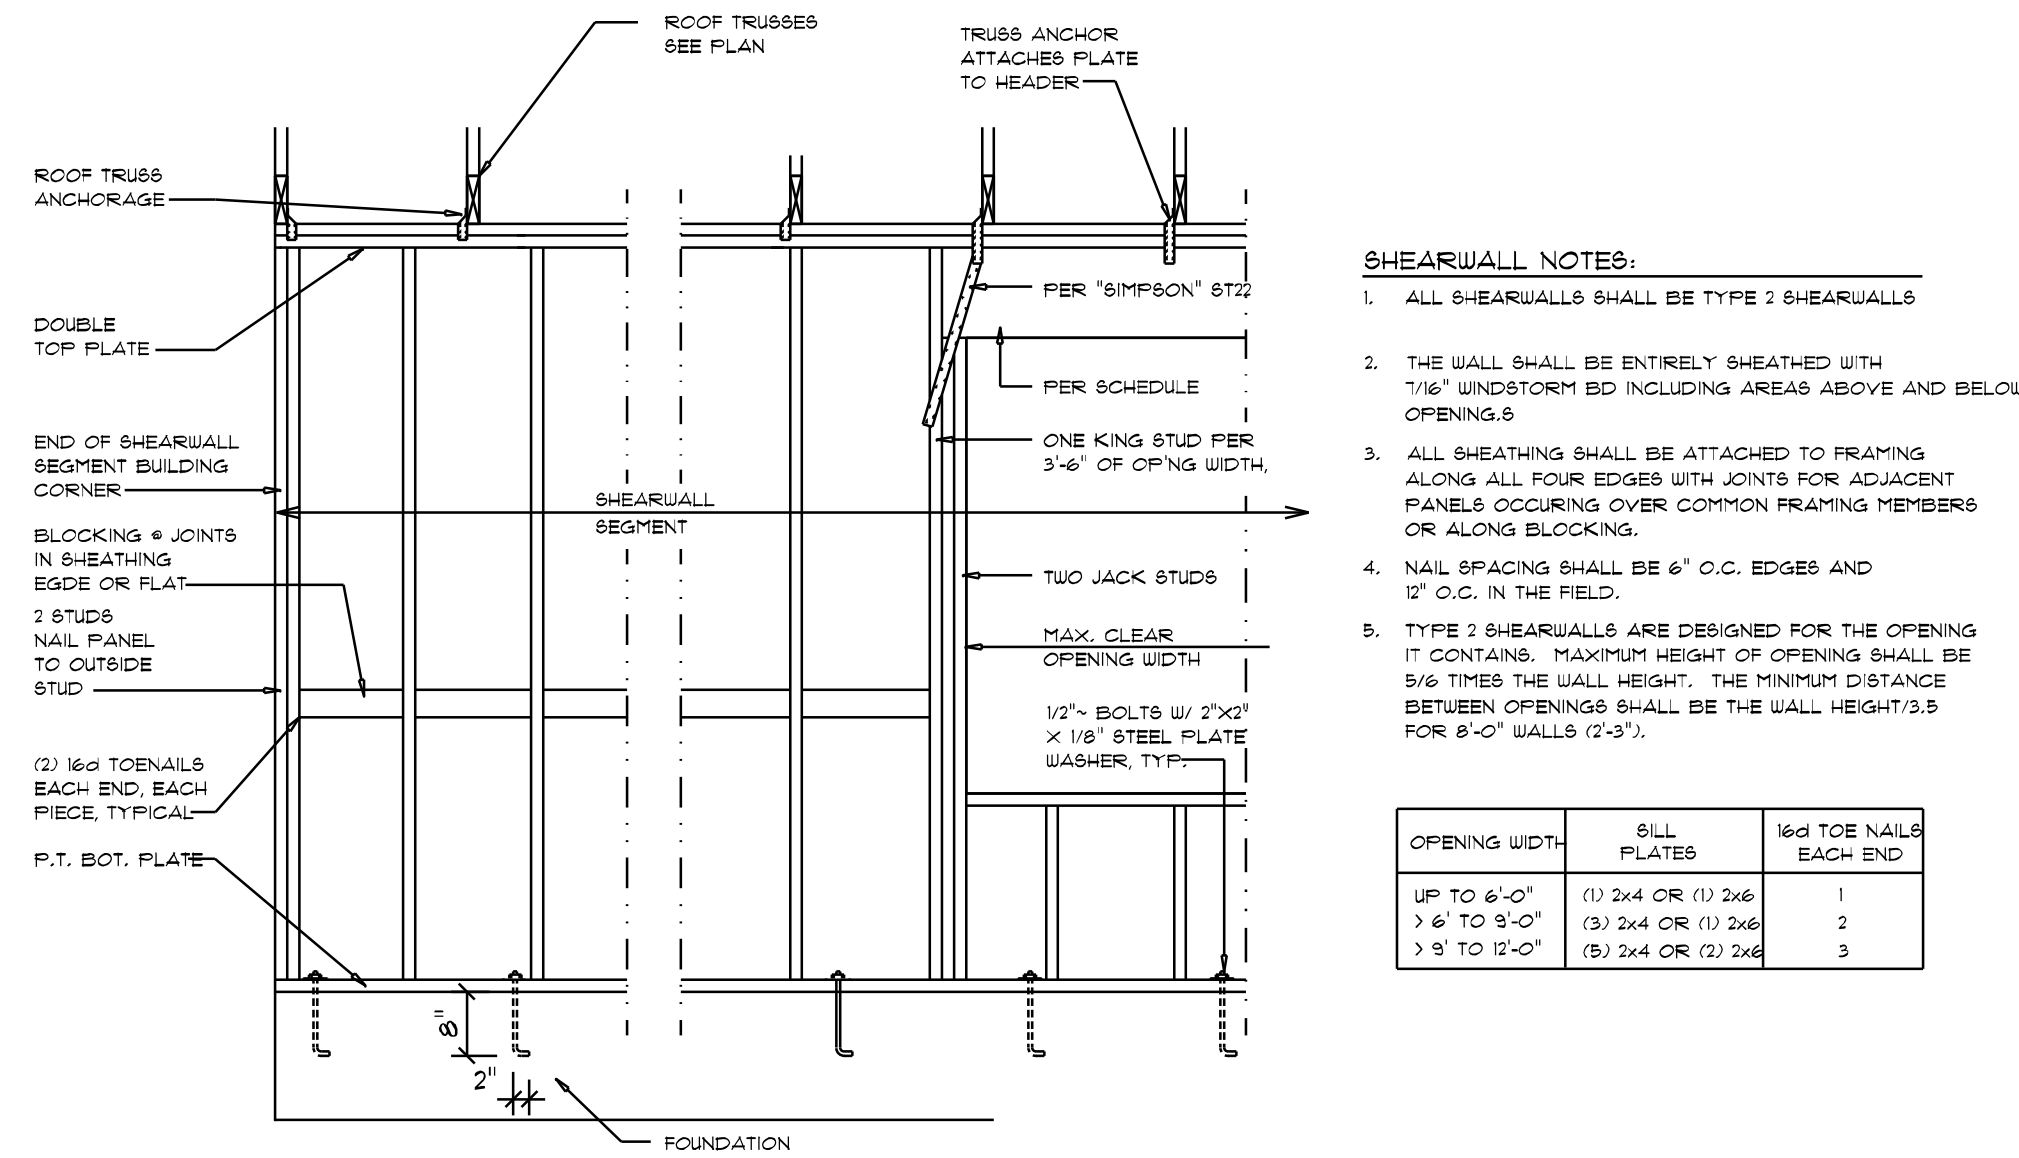 ROOF TRUSSES
SEE PLAN
TRUSS ANCHOR
ATTACHES PLATE
TO HEADER
ROOF TRUSS
ANCHORAGE
DOUBLE
TOP PLATE
END OF SHEARWALL
SEGMENT BUILDING
CORNER
BLOCKING @ JOINTS
IN SHEATHING
EGDE OR FLAT
2 STUDS
NAIL PANEL
TO OUTSIDE
STUD
(2) 16d TOENAILS
EACH END, EACH
PIECE, TYPICAL
P.T. BOT. PLATE
SHEARWALL
SEGMENT
PER "SIMPSON" ST22
PER SCHEDULE
ONE KING STUD PER
3'-6" OF OP'NG WIDTH,
TWO JACK STUDS
MAX. CLEAR
OPENING WIDTH
1/2"~ BOLTS W/ 2"X2"
X 1/8" STEEL PLATE
WASHER, TYP.
8"
2"
FOUNDATION
SHEARWALL NOTES:
1. ALL SHEARWALLS SHALL BE TYPE 2 SHEARWALLS
2. THE WALL SHALL BE ENTIRELY SHEATHED WITH
7/16" WINDSTORM BD INCLUDING AREAS ABOVE AND BELOW
OPENING.S
3. ALL SHEATHING SHALL BE ATTACHED TO FRAMING
ALONG ALL FOUR EDGES WITH JOINTS FOR ADJACENT
PANELS OCCURING OVER COMMON FRAMING MEMBERS
OR ALONG BLOCKING.
4. NAIL SPACING SHALL BE 6" O.C. EDGES AND
12" O.C. IN THE FIELD.
5. TYPE 2 SHEARWALLS ARE DESIGNED FOR THE OPENING
IT CONTAINS. MAXIMUM HEIGHT OF OPENING SHALL BE
5/6 TIMES THE WALL HEIGHT. THE MINIMUM DISTANCE
BETWEEN OPENINGS SHALL BE THE WALL HEIGHT/3.5
FOR 8'-0" WALLS (2'-3").
OPENING WIDTH
SILL
PLATES
16d TOE NAILS
EACH END
UP TO 6'-0" (1) 2x4 OR (1) 2x6 1
> 6' TO 9'-0" (3) 2x4 OR (1) 2x6 2
> 9' TO 12'-0" (5) 2x4 OR (2) 2x6 3